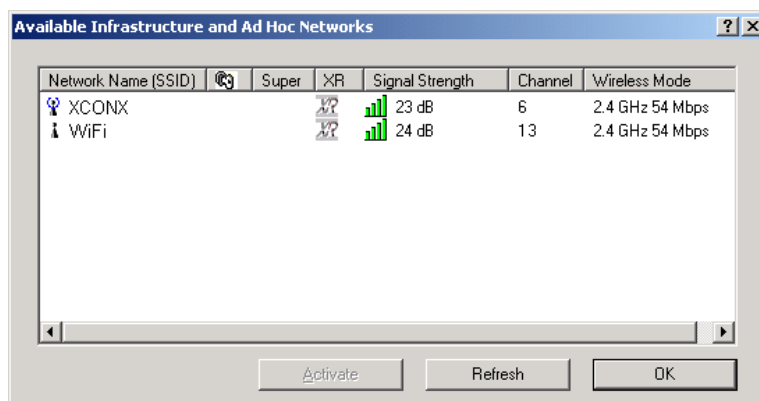 Available Infrastructure and Ad Hoc Networks
Network Name (SSID) Super XR Signal Strength Channel Wireless Mode
XCONX XR 23 dB 6 2.4 GHz 54 Mbps
WiFi XR 24 dB 13 2.4 GHz 54 Mbps
Activate Refresh OK